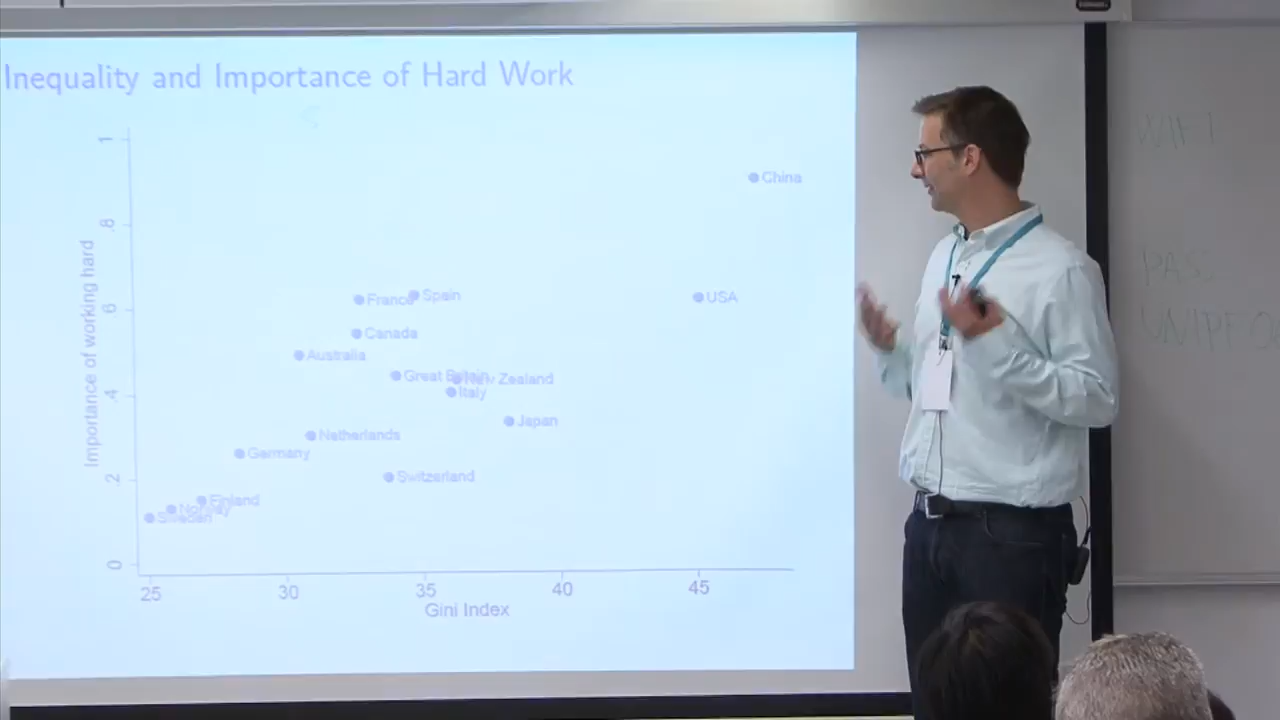 Inequality and Importance of Hard Work
1
.8
.6
.4
.2
0
Importance of working hard
China
France
Spain
USA
Canada
Australia
Great Britain
New Zealand
Italy
Japan
Netherlands
Germany
Switzerland
Finland
Norway
Sweden
25 30 35 40 45
Gini Index
WIFI
PASS